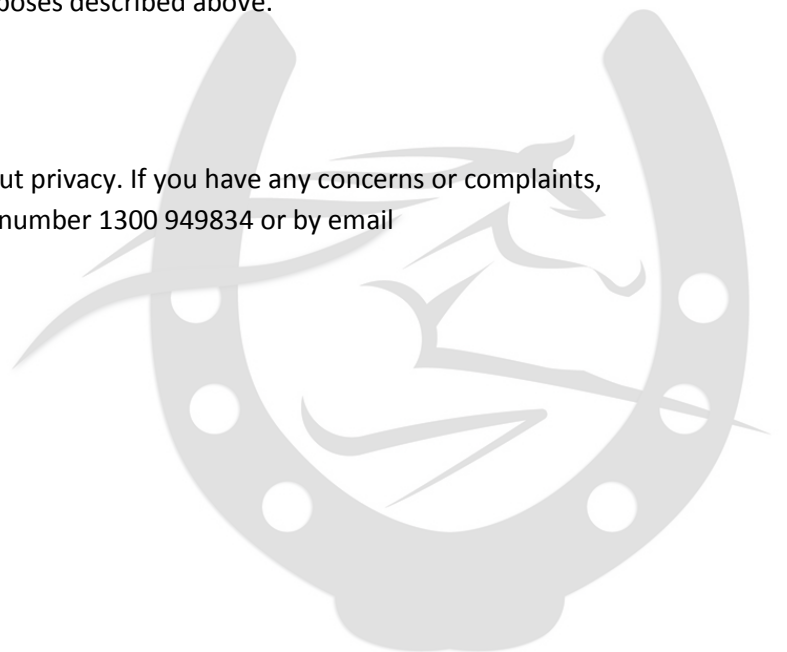 poses described above.
ut privacy. If you have any concerns or complaints,
number 1300 949834 or by email